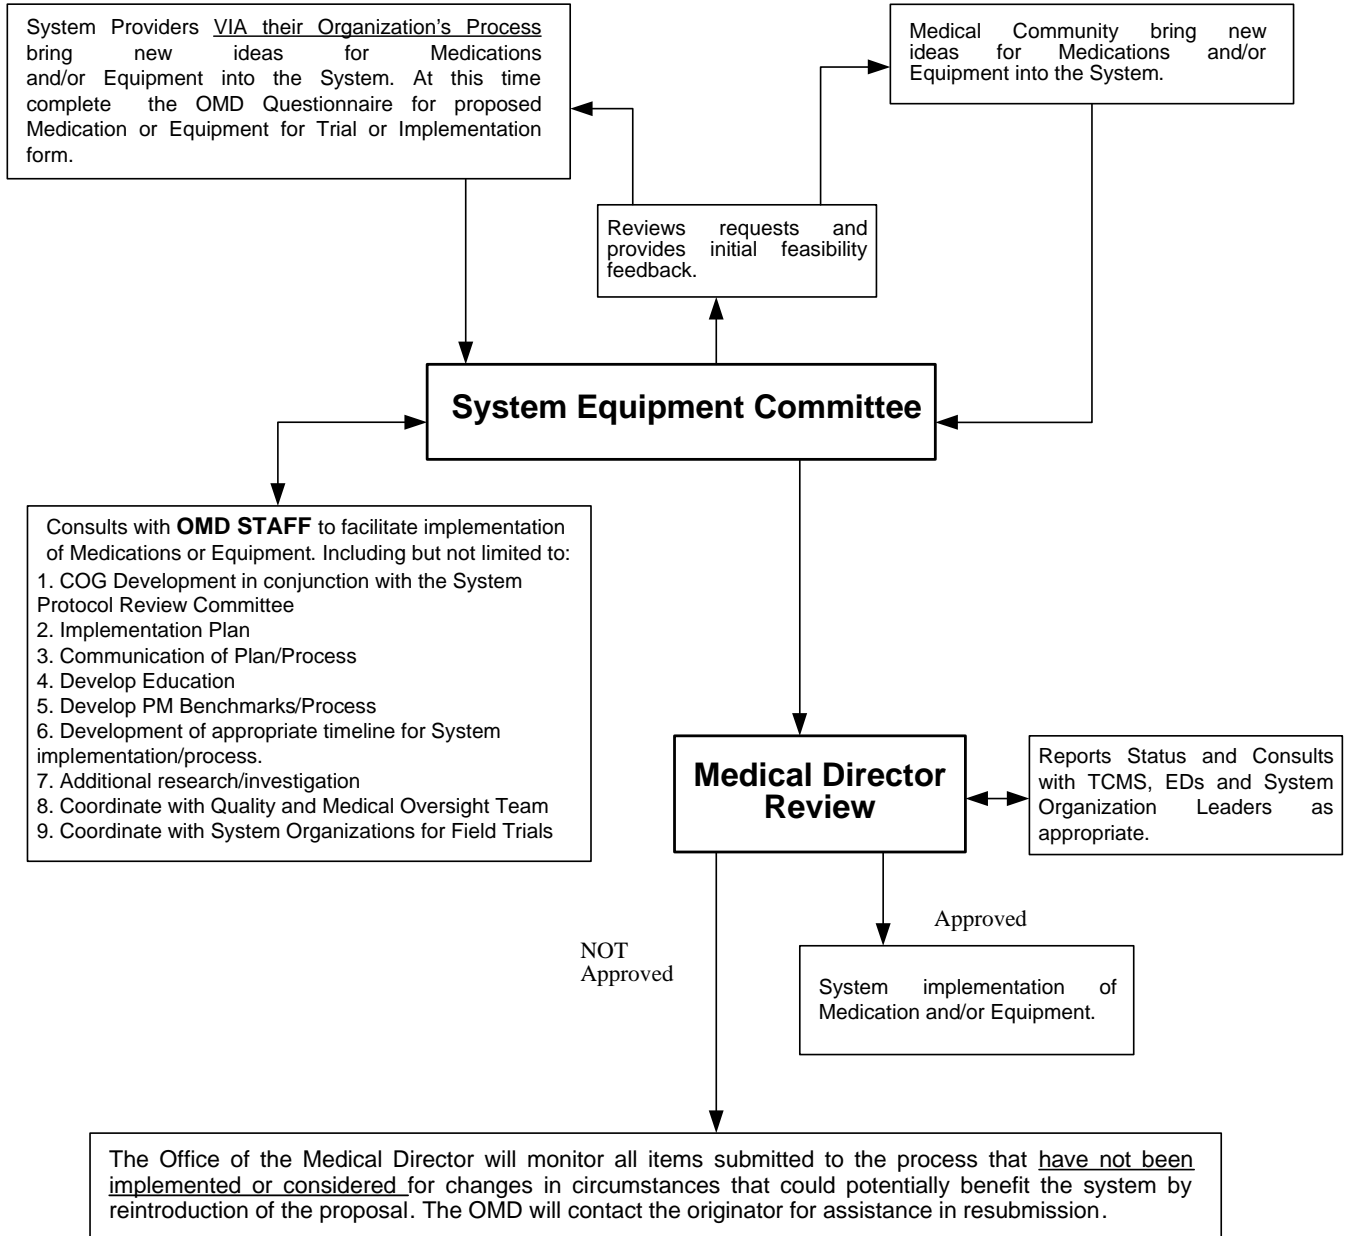 System Providers VIA their Organization's Process
bring new ideas for Medications
and/or Equipment into the System. At this time
complete the OMD Questionnaire for proposed
Medication or Equipment for Trial or Implementation
form.
Medical Community bring new
ideas for Medications and/or
Equipment into the System.
Reviews requests and
provides initial feasibility
feedback.
System Equipment Committee
Consults with OMD STAFF to facilitate implementation
of Medications or Equipment. Including but not limited to:
1. COG Development in conjunction with the System
Protocol Review Committee
2. Implementation Plan
3. Communication of Plan/Process
4. Develop Education
5. Develop PM Benchmarks/Process
6. Development of appropriate timeline for System
implementation/process.
7. Additional research/investigation
8. Coordinate with Quality and Medical Oversight Team
9. Coordinate with System Organizations for Field Trials
Medical Director
Review
Reports Status and Consults
with TCMS, EDs and System
Organization Leaders as
appropriate.
NOT
Approved
Approved
System implementation of
Medication and/or Equipment.
The Office of the Medical Director will monitor all items submitted to the process that have not been
implemented or considered for changes in circumstances that could potentially benefit the system by
reintroduction of the proposal. The OMD will contact the originator for assistance in resubmission.